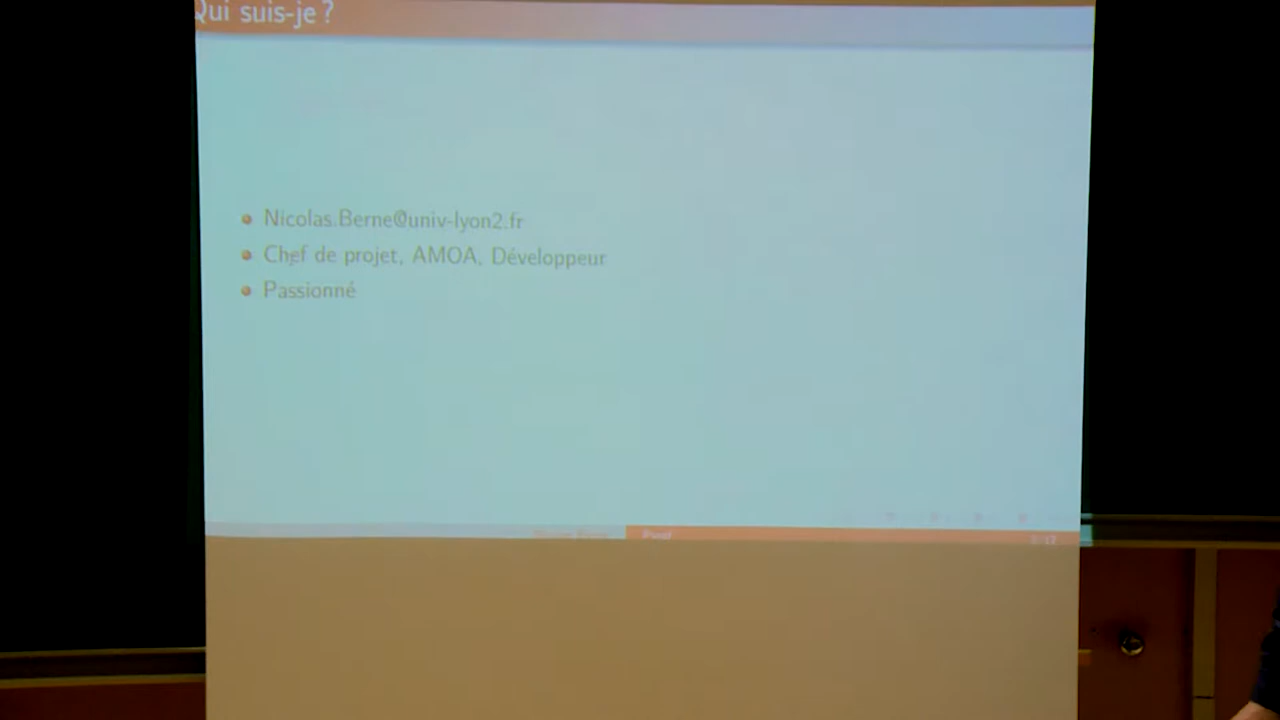 Qui suis-je ?
Nicolas.Berne@univ-lyon2.fr
Chef de projet, AMOA, Développeur
Passionné